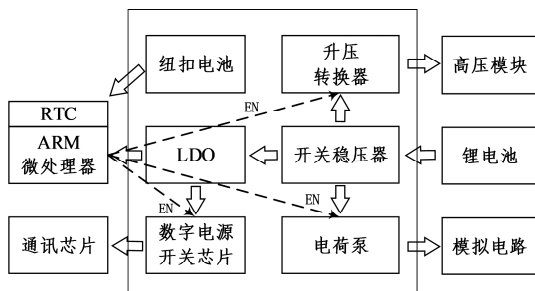 纽扣电池
升压
转换器
高压模块
EN
RTC
ARM
微处理器
LDO
开关稳压器
锂电池
EN
EN
通讯芯片
数字电源
开关芯片
电荷泵
模拟电路